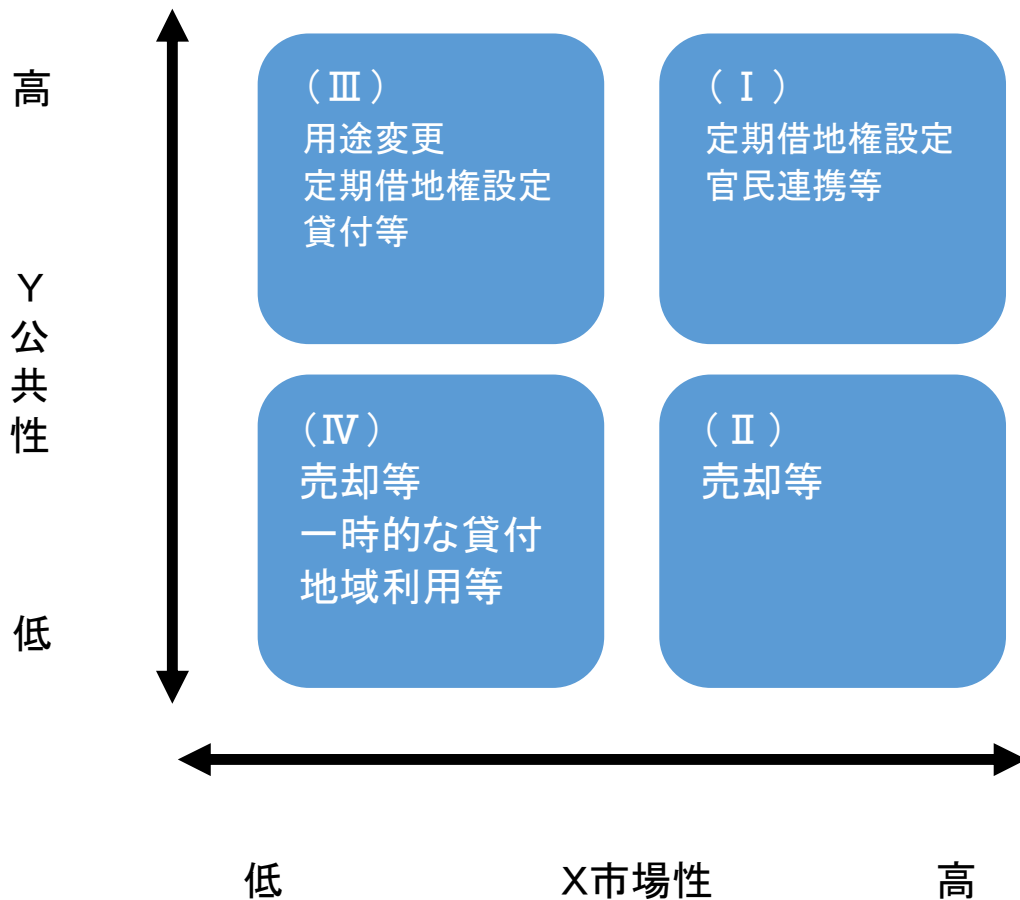 高
Y
公
共
性
低
（Ⅲ）
用途変更
定期借地権設定
貸付等
（Ⅰ）
定期借地権設定
官民連携等
（Ⅳ）
売却等
一時的な貸付
地域利用等
（Ⅱ）
売却等
低
X市場性
高